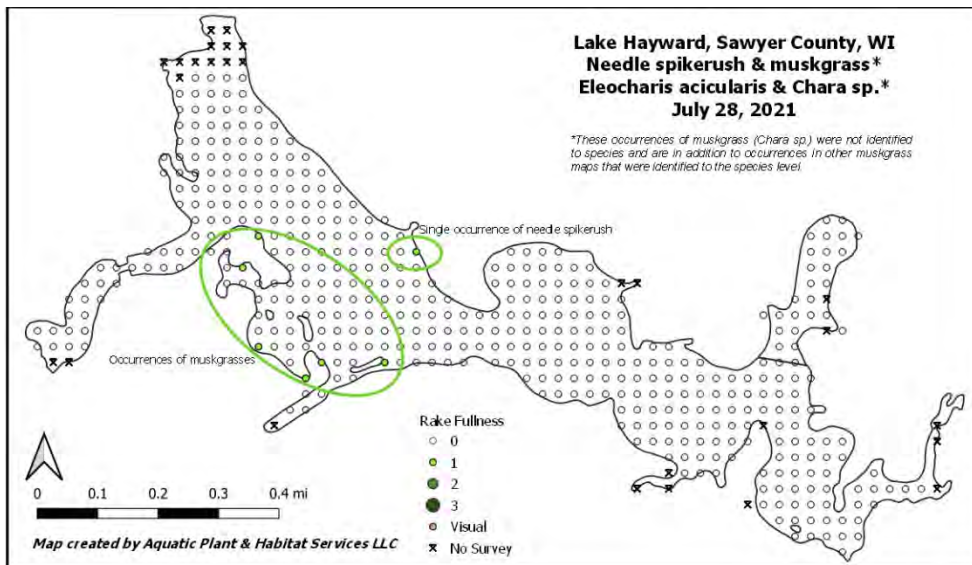 Lake Hayward, Sawyer County, WI
Needle spikerush & muskgrass*
Eleocharis acicularis & Chara sp.*
July 28, 2021
*These occurrences of muskgrass (Chara sp.) were not identified
to species and are in addition to occurrences in other muskgrass
maps that were identified to the species level.
Single occurrence of needle spikerush
Occurrences of muskgrasses
Rake Fullness
0
1
2
3
Visual
No Survey
0 0.1 0.2 0.3 0.4 mi
Map created by Aquatic Plant & Habitat Services LLC